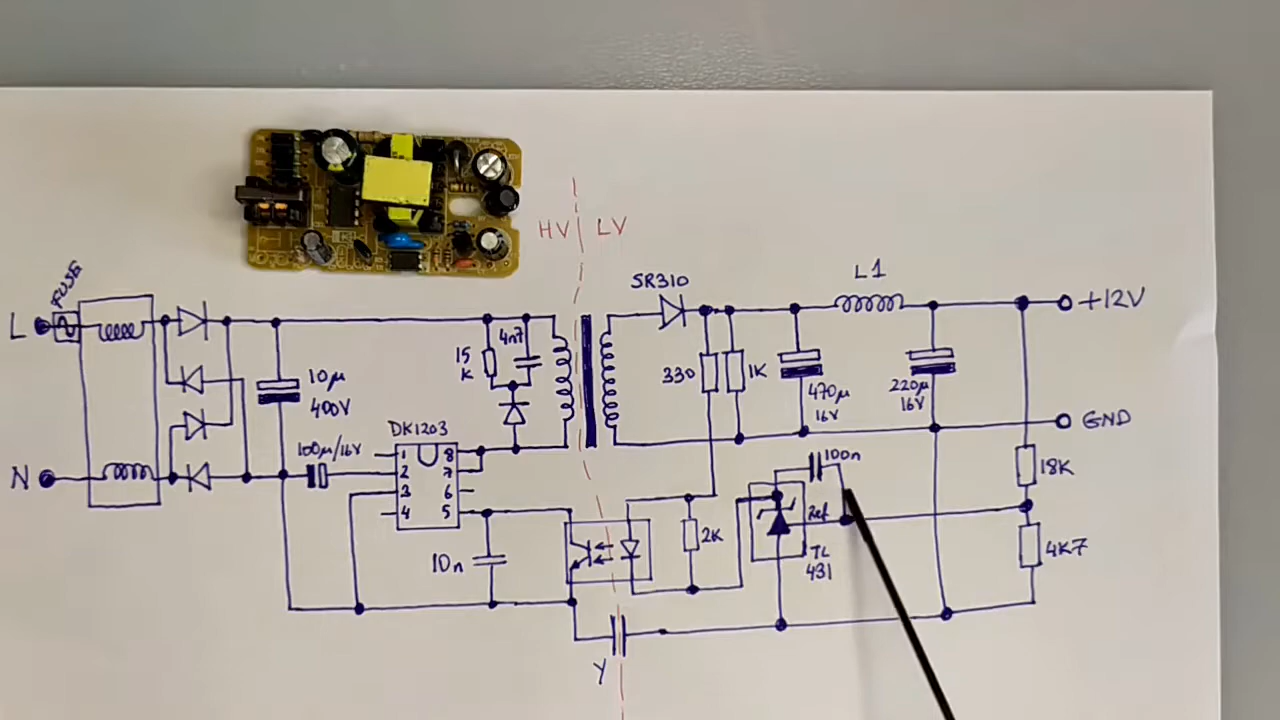 HV LV
FUSE
L
N
10µ
400V
100µ/16V
15
K
4n7
DK1203
1
2
3
4
8
7
6
5
10n
Y
SR310
330
1K
470µ
16V
L1
220µ
16V
+12V
GND
2K
100n
Ref
TL
431
18K
4K7